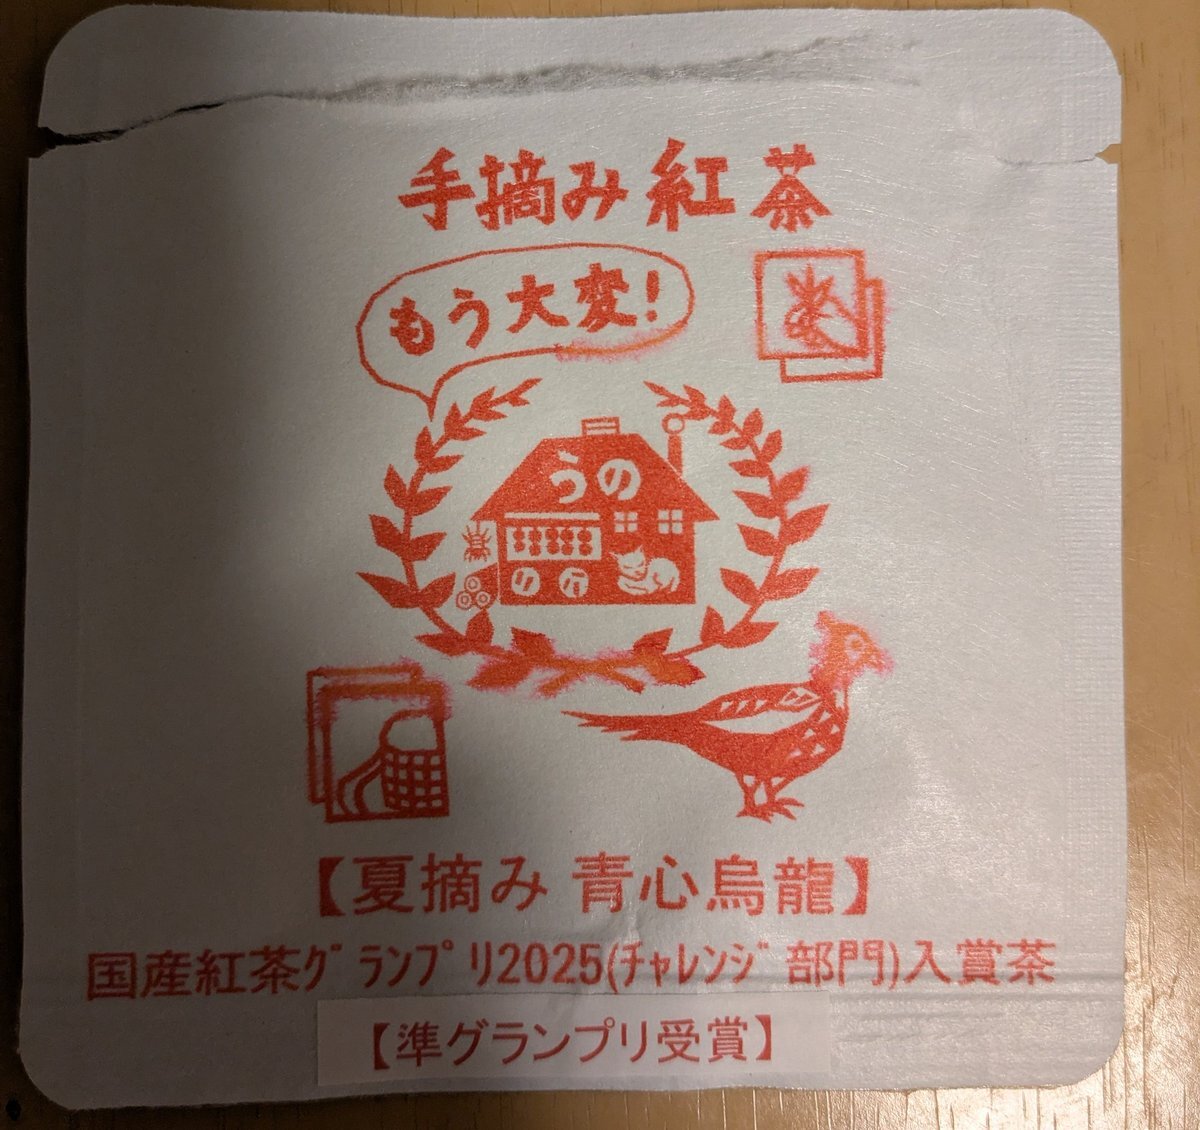 手摘み紅茶
もう大変!
うの
【夏摘み 青心烏龍】
国産紅茶ｸﾞﾗﾝﾌﾟﾘ2025(ﾁｬﾚﾝｼﾞ部門)入賞茶
【準グランプリ受賞】